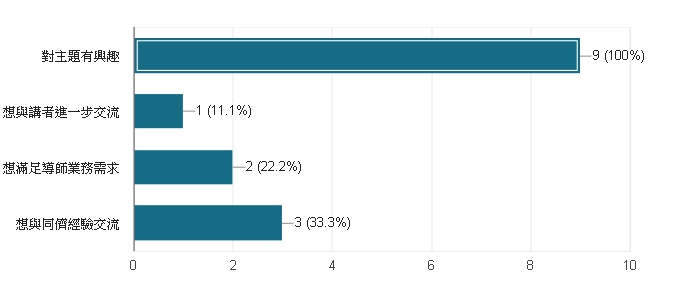 對主題有興趣
9 (100%)
想與講者進一步交流
1 (11.1%)
想滿足導師業務需求
2 (22.2%)
想與同儕經驗交流
3 (33.3%)
0 2 4 6 8 10